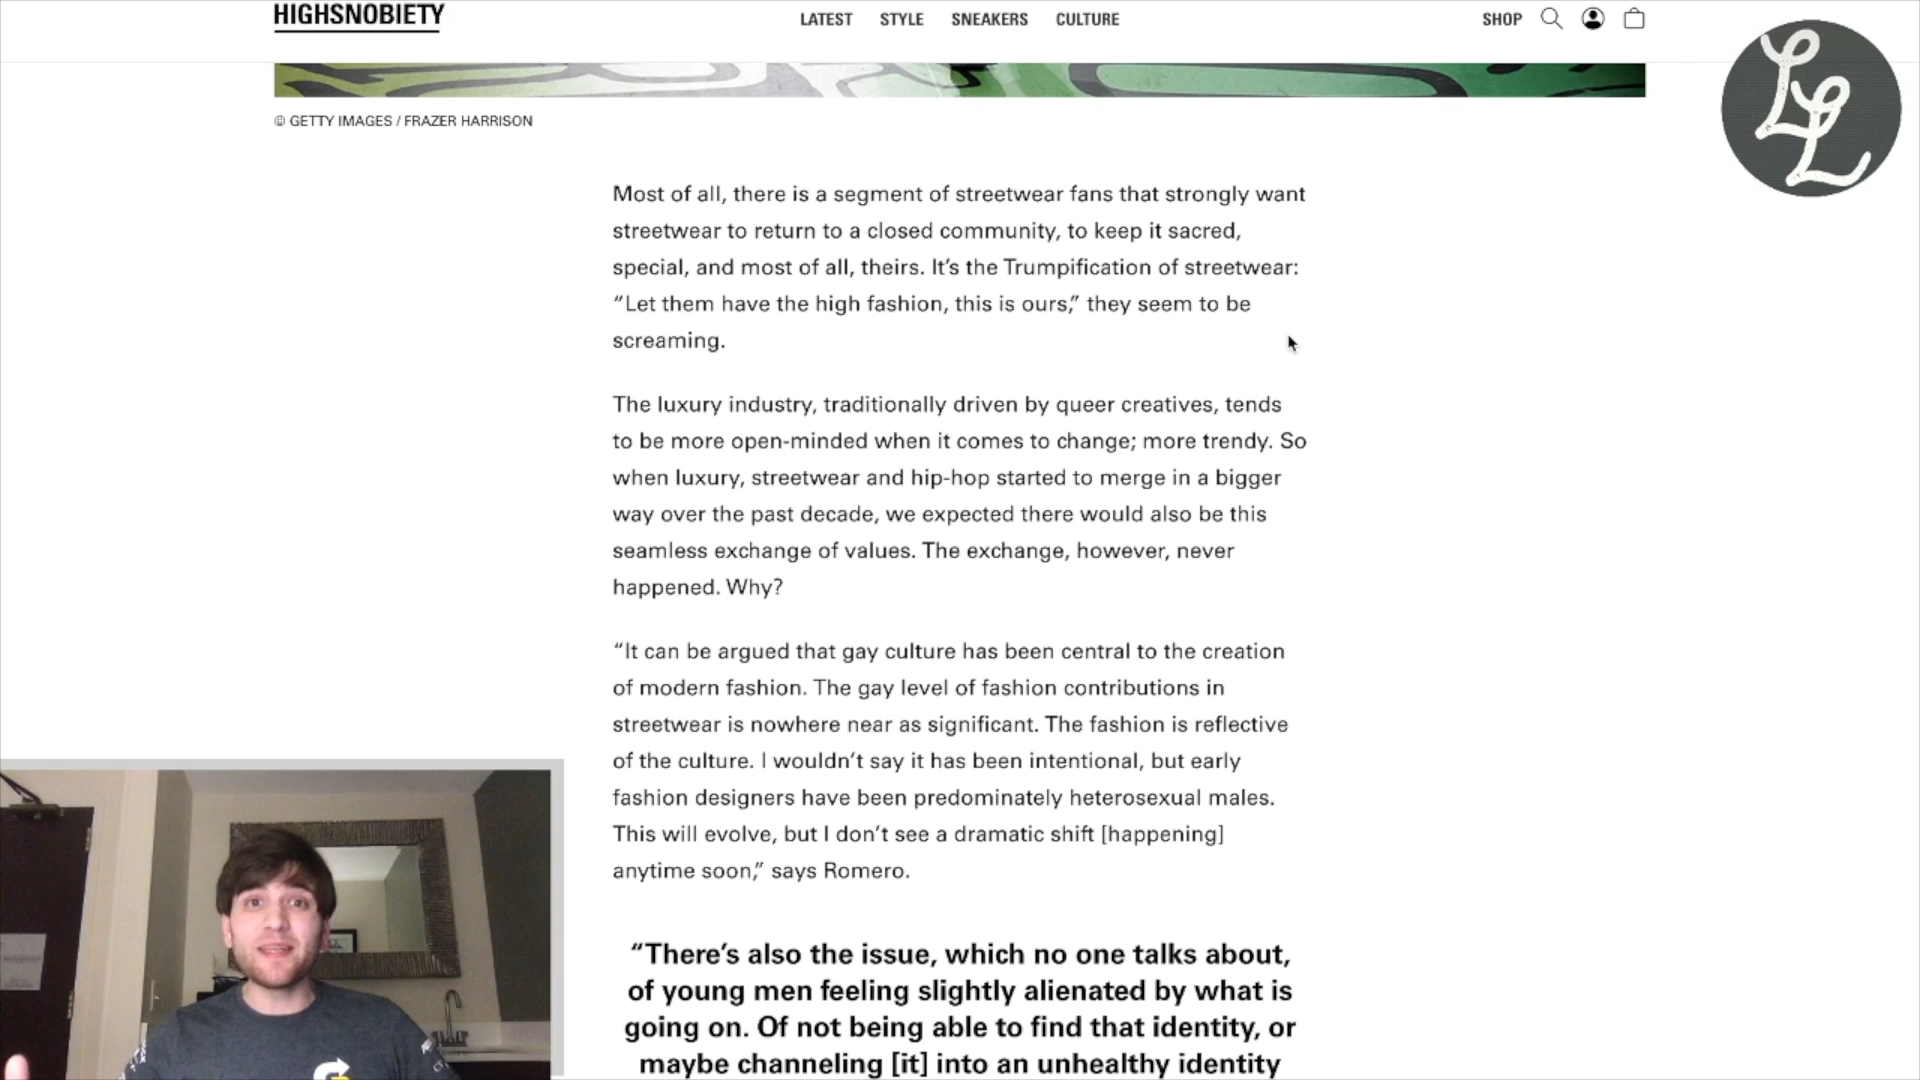 HIGHSNOBIETY
LATEST STYLE SNEAKERS CULTURE
SHOP
LL
© GETTY IMAGES / FRAZER HARRISON
Most of all, there is a segment of streetwear fans that strongly want
streetwear to return to a closed community, to keep it sacred,
special, and most of all, theirs. It’s the Trumpification of streetwear:
“Let them have the high fashion, this is ours,” they seem to be
screaming.
The luxury industry, traditionally driven by queer creatives, tends
to be more open-minded when it comes to change; more trendy. So
when luxury, streetwear and hip-hop started to merge in a bigger
way over the past decade, we expected there would also be this
seamless exchange of values. The exchange, however, never
happened. Why?
“It can be argued that gay culture has been central to the creation
of modern fashion. The gay level of fashion contributions in
streetwear is nowhere near as significant. The fashion is reflective
of the culture. I wouldn’t say it has been intentional, but early
fashion designers have been predominately heterosexual males.
This will evolve, but I don’t see a dramatic shift [happening]
anytime soon,” says Romero.
“There’s also the issue, which no one talks about,
of young men feeling slightly alienated by what is
going on. Of not being able to find that identity, or
maybe channeling [it] into an unhealthy identity